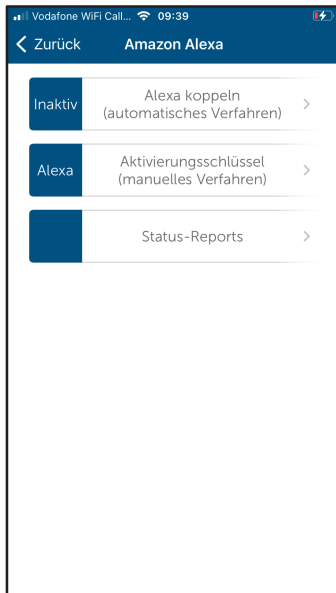 Vodafone WiFi Call... 09:39
Zurück Amazon Alexa
Inaktiv
Alexa koppeln
(automatisches Verfahren)
Alexa
Aktivierungsschlüssel
(manuelles Verfahren)
Status-Reports